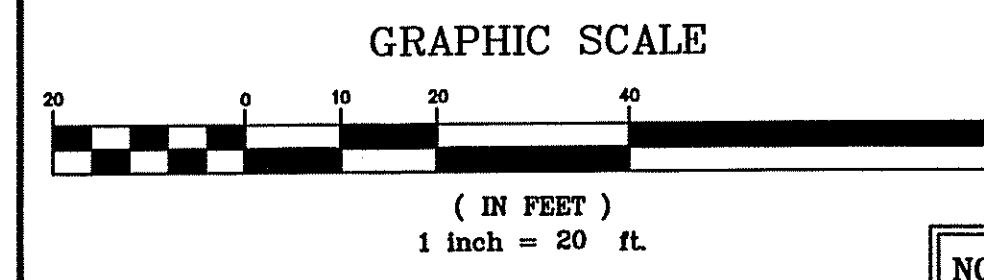 GRAPHIC SCALE
20 0 10 20 40
( IN FEET )
1 inch = 20 ft.